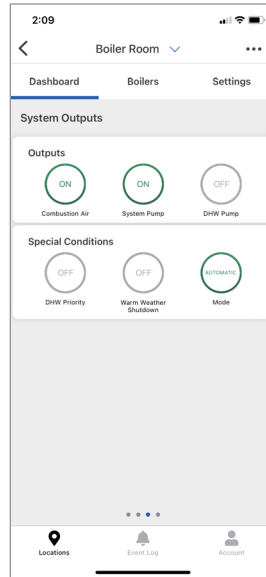 2:09
Boiler Room
Dashboard Boilers Settings
System Outputs
Outputs
ON ON OFF
Combustion Air System Pump DHW Pump
Special Conditions
OFF OFF AUTOMATIC
DHW Priority Warm Weather Shutdown Mode
Locations Event Log Account